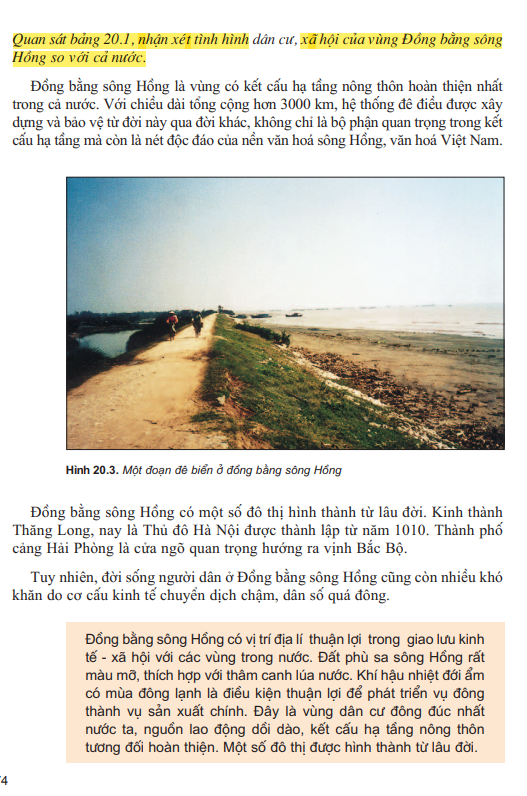 Quan sát bảng 20.1, nhận xét tình hình dân cư, xã hội của vùng Đồng bằng sông
Hồng so với cả nước.
Đồng bằng sông Hồng là vùng có kết cấu hạ tầng nông thôn hoàn thiện nhất
trong cả nước. Với chiều dài tổng cộng hơn 3000 km, hệ thống đê điều được xây
dựng và bảo vệ từ đời này qua đời khác, không chỉ là bộ phận quan trọng trong kết
cấu hạ tầng mà còn là nét độc đáo của nền văn hoá sông Hồng, văn hoá Việt Nam.
Hình 20.3. Một đoạn đê biển ở đồng bằng sông Hồng
Đồng bằng sông Hồng có một số đô thị hình thành từ lâu đời. Kinh thành
Thăng Long, nay là Thủ đô Hà Nội được thành lập từ năm 1010. Thành phố
cảng Hải Phòng là cửa ngõ quan trọng hướng ra vịnh Bắc Bộ.
Tuy nhiên, đời sống người dân ở Đồng bằng sông Hồng cũng còn nhiều khó
khăn do cơ cấu kinh tế chuyển dịch chậm, dân số quá đông.
Đồng bằng sông Hồng có vị trí địa lí thuận lợi trong giao lưu kinh
tế - xã hội với các vùng trong nước. Đất phù sa sông Hồng rất
màu mỡ, thích hợp với thâm canh lúa nước. Khí hậu nhiệt đới ẩm
có mùa đông lạnh là điều kiện thuận lợi để phát triển vụ đông
thành vụ sản xuất chính. Đây là vùng dân cư đông đúc nhất
nước ta, nguồn lao động dồi dào, kết cấu hạ tầng nông thôn
tương đối hoàn thiện. Một số đô thị được hình thành từ lâu đời.
4